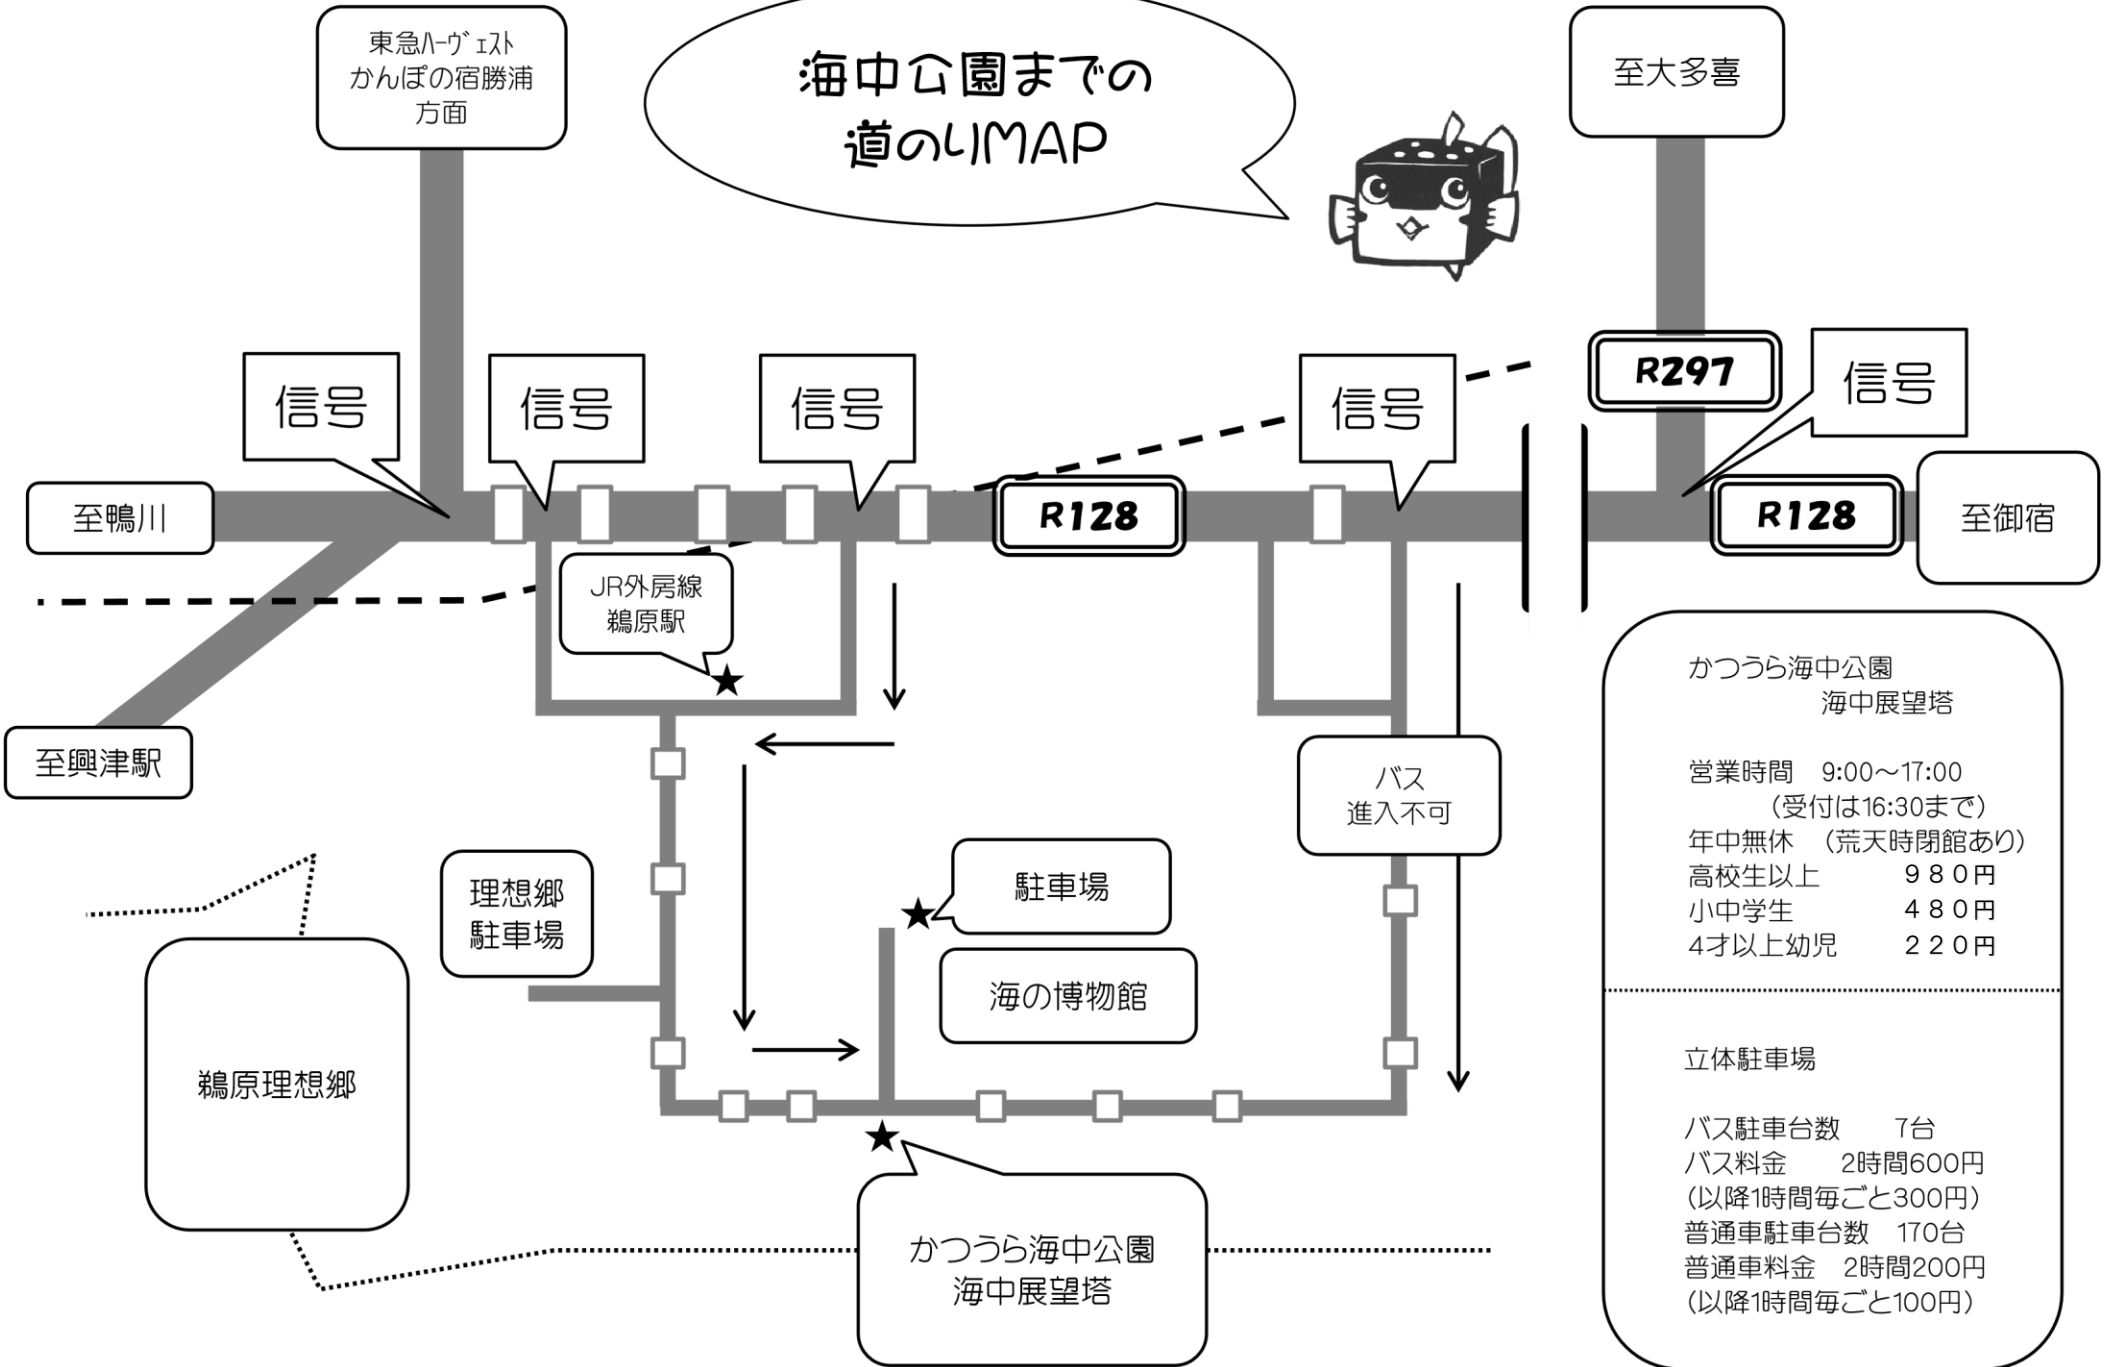 東急ﾊｰｳﾞｪｽﾄ
かんぽの宿勝浦
方面
海中公園までの
道のりMAP
至大多喜
R297
信号
信号
信号
信号
信号
至鴨川
R128
R128
至御宿
JR外房線
鵜原駅
至興津駅
バス
進入不可
理想郷
駐車場
駐車場
海の博物館
鵜原理想郷
かつうら海中公園
海中展望塔
かつうら海中公園
海中展望塔
営業時間　9:00～17:00
（受付は16:30まで）
年中無休　（荒天時閉館あり）
高校生以上　９８０円
小中学生　４８０円
4才以上幼児　２２０円
立体駐車場
バス駐車台数　7台
バス料金　2時間600円
（以降1時間毎ごと300円）
普通車駐車台数　170台
普通車料金　2時間200円
（以降1時間毎ごと100円）